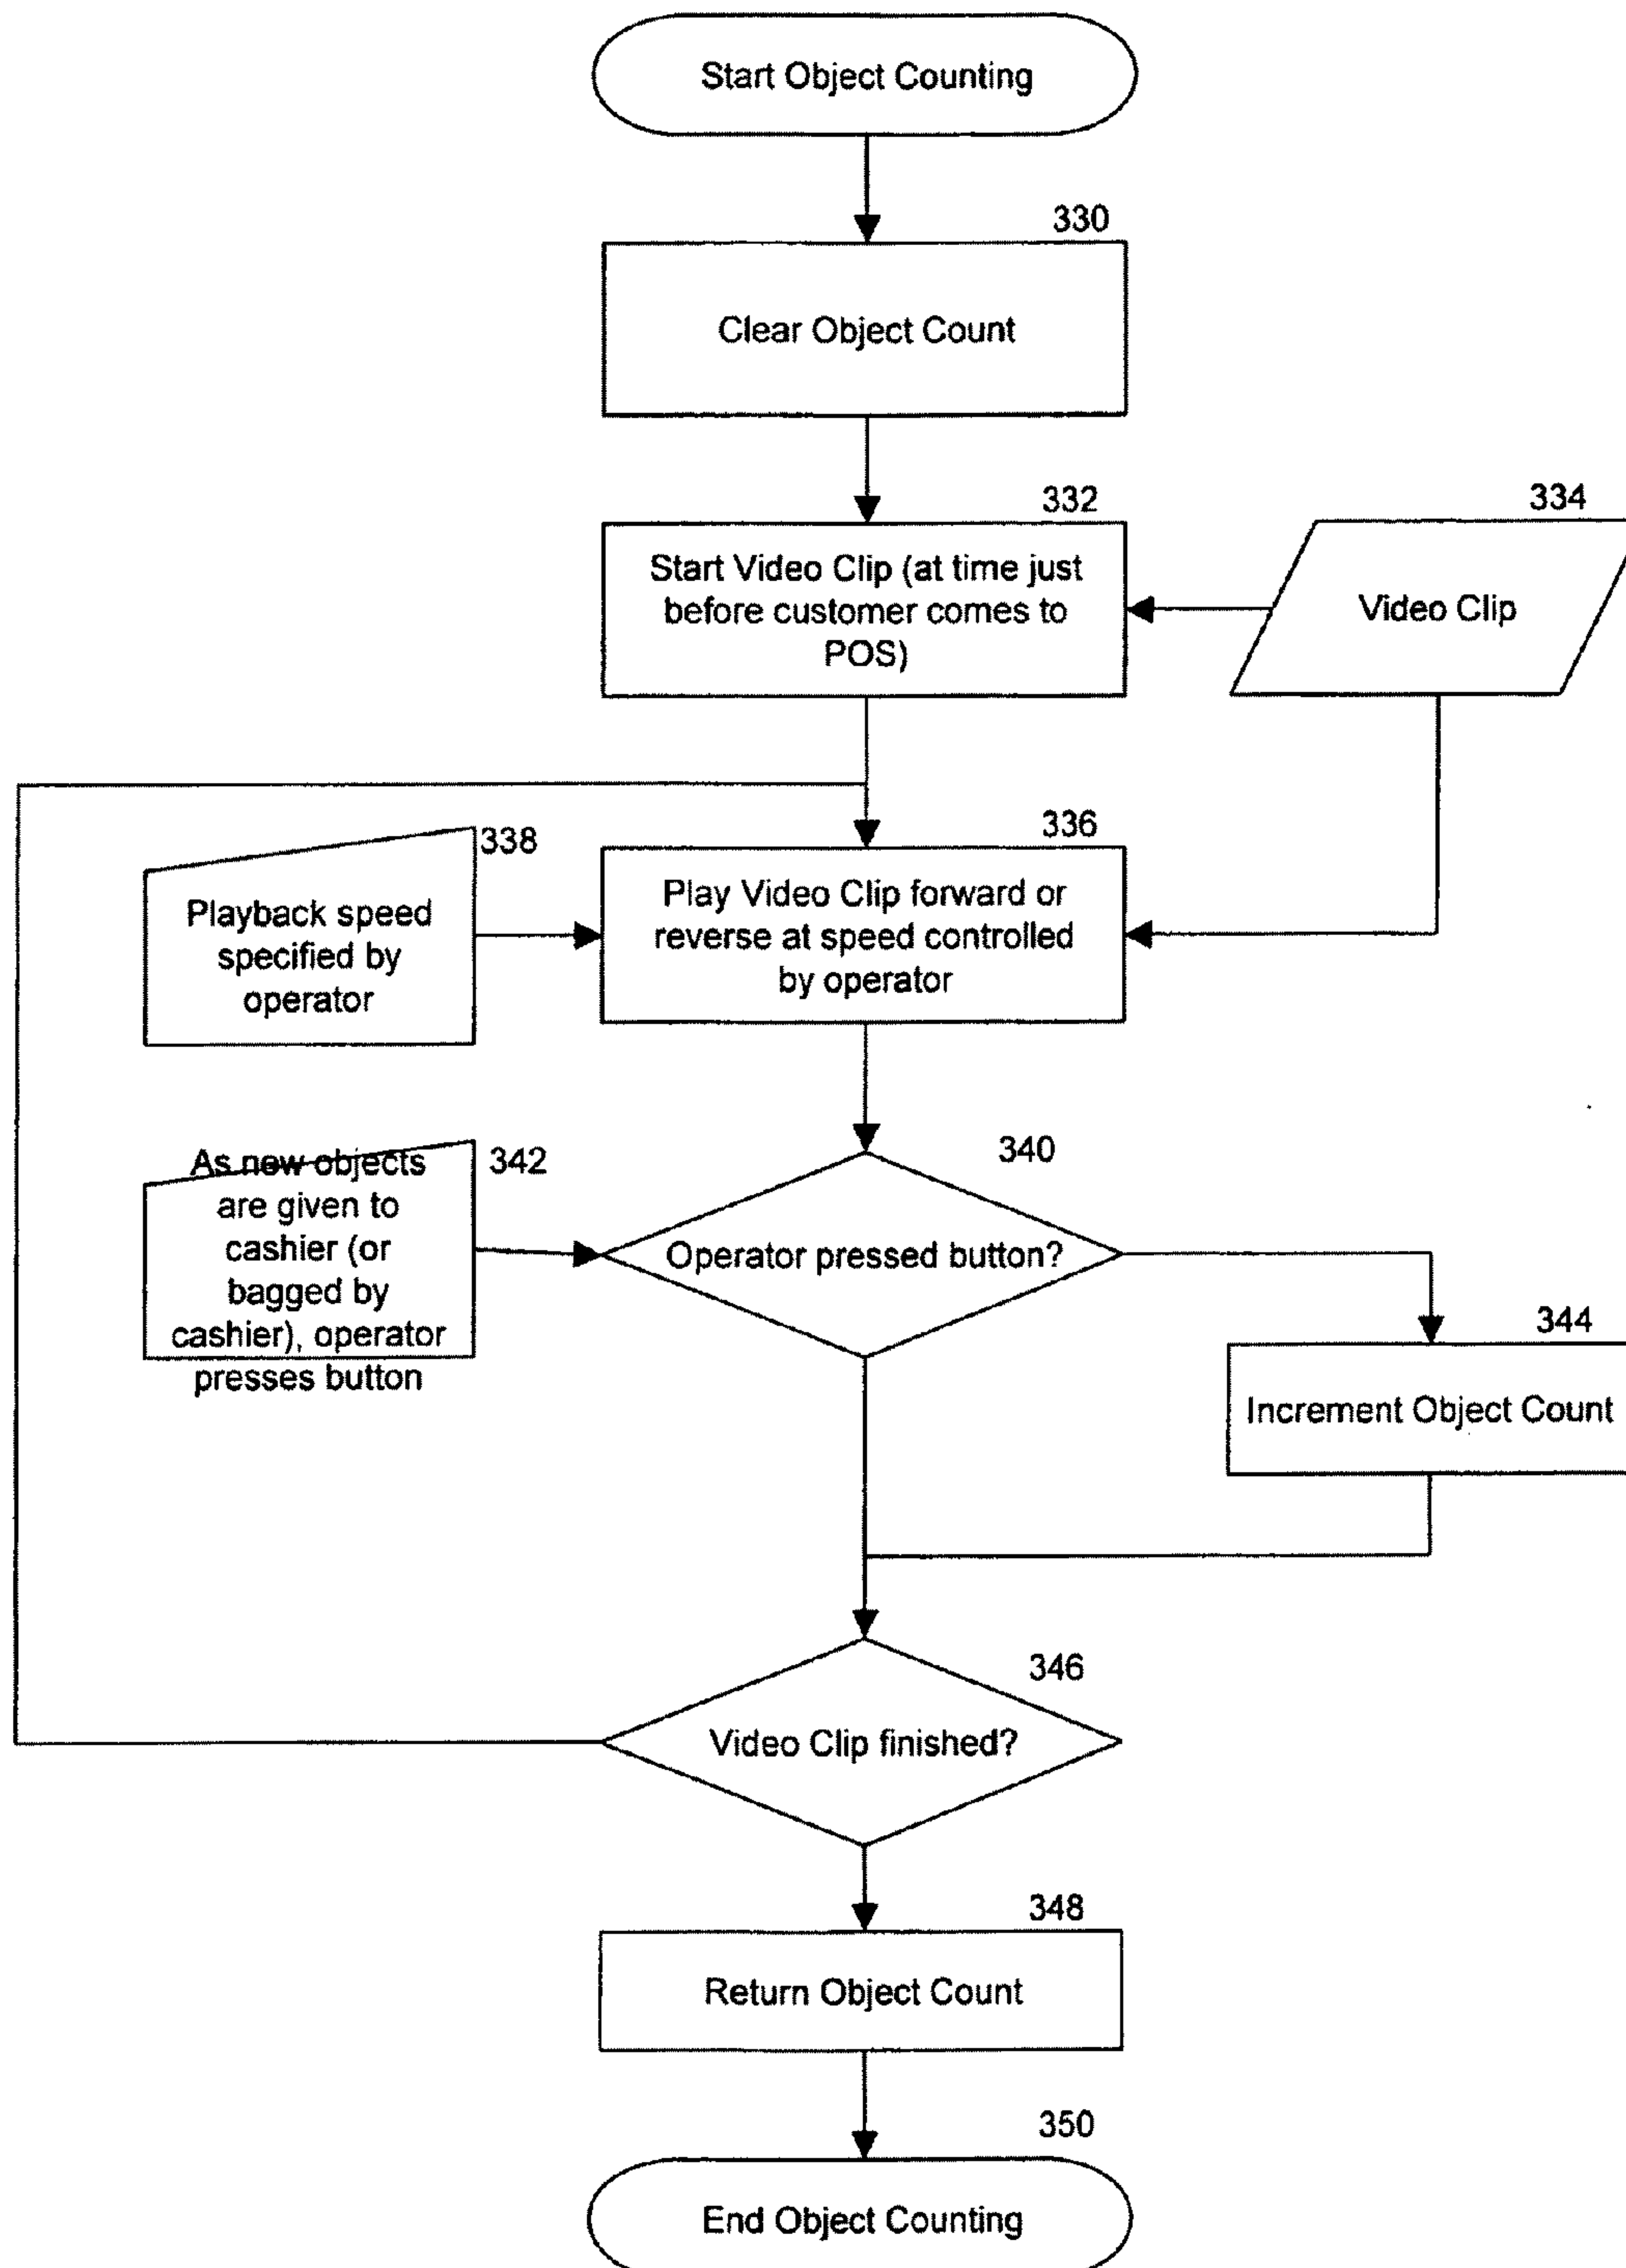 Start Object Counting
330
Clear Object Count
332
Start Video Clip (at time just
before customer comes to
POS)
334
Video Clip
336
Play Video Clip forward or
reverse at speed controlled
by operator
338
Playback speed
specified by
operator
340
Operator pressed button?
342
As new objects
are given to
cashier (or
bagged by
cashier), operator
presses button
344
Increment Object Count
346
Video Clip finished?
348
Return Object Count
350
End Object Counting